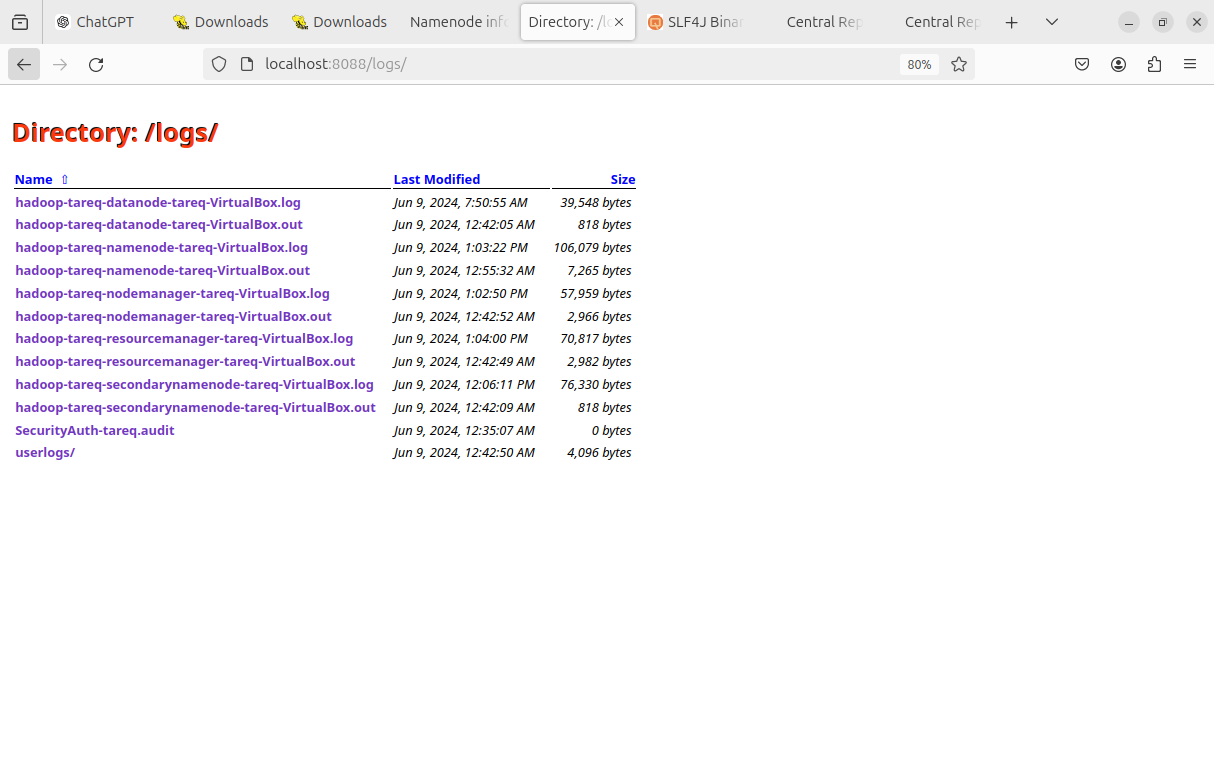 ChatGPT Downloads Downloads Namenode info Directory: /lo SLF4J Binar Central Rep Central Rep
localhost:8088/logs/ 80%
Directory: /logs/
Name ⇧ Last Modified Size
hadoop-tareq-datanode-tareq-VirtualBox.log Jun 9, 2024, 7:50:55 AM 39,548 bytes
hadoop-tareq-datanode-tareq-VirtualBox.out Jun 9, 2024, 12:42:05 AM 818 bytes
hadoop-tareq-namenode-tareq-VirtualBox.log Jun 9, 2024, 1:03:22 PM 106,079 bytes
hadoop-tareq-namenode-tareq-VirtualBox.out Jun 9, 2024, 12:55:32 AM 7,265 bytes
hadoop-tareq-nodemanager-tareq-VirtualBox.log Jun 9, 2024, 1:02:50 PM 57,959 bytes
hadoop-tareq-nodemanager-tareq-VirtualBox.out Jun 9, 2024, 12:42:52 AM 2,966 bytes
hadoop-tareq-resourcemanager-tareq-VirtualBox.log Jun 9, 2024, 1:04:00 PM 70,817 bytes
hadoop-tareq-resourcemanager-tareq-VirtualBox.out Jun 9, 2024, 12:42:49 AM 2,982 bytes
hadoop-tareq-secondarynamenode-tareq-VirtualBox.log Jun 9, 2024, 12:06:11 PM 76,330 bytes
hadoop-tareq-secondarynamenode-tareq-VirtualBox.out Jun 9, 2024, 12:42:09 AM 818 bytes
SecurityAuth-tareq.audit Jun 9, 2024, 12:35:07 AM 0 bytes
userlogs/ Jun 9, 2024, 12:42:50 AM 4,096 bytes